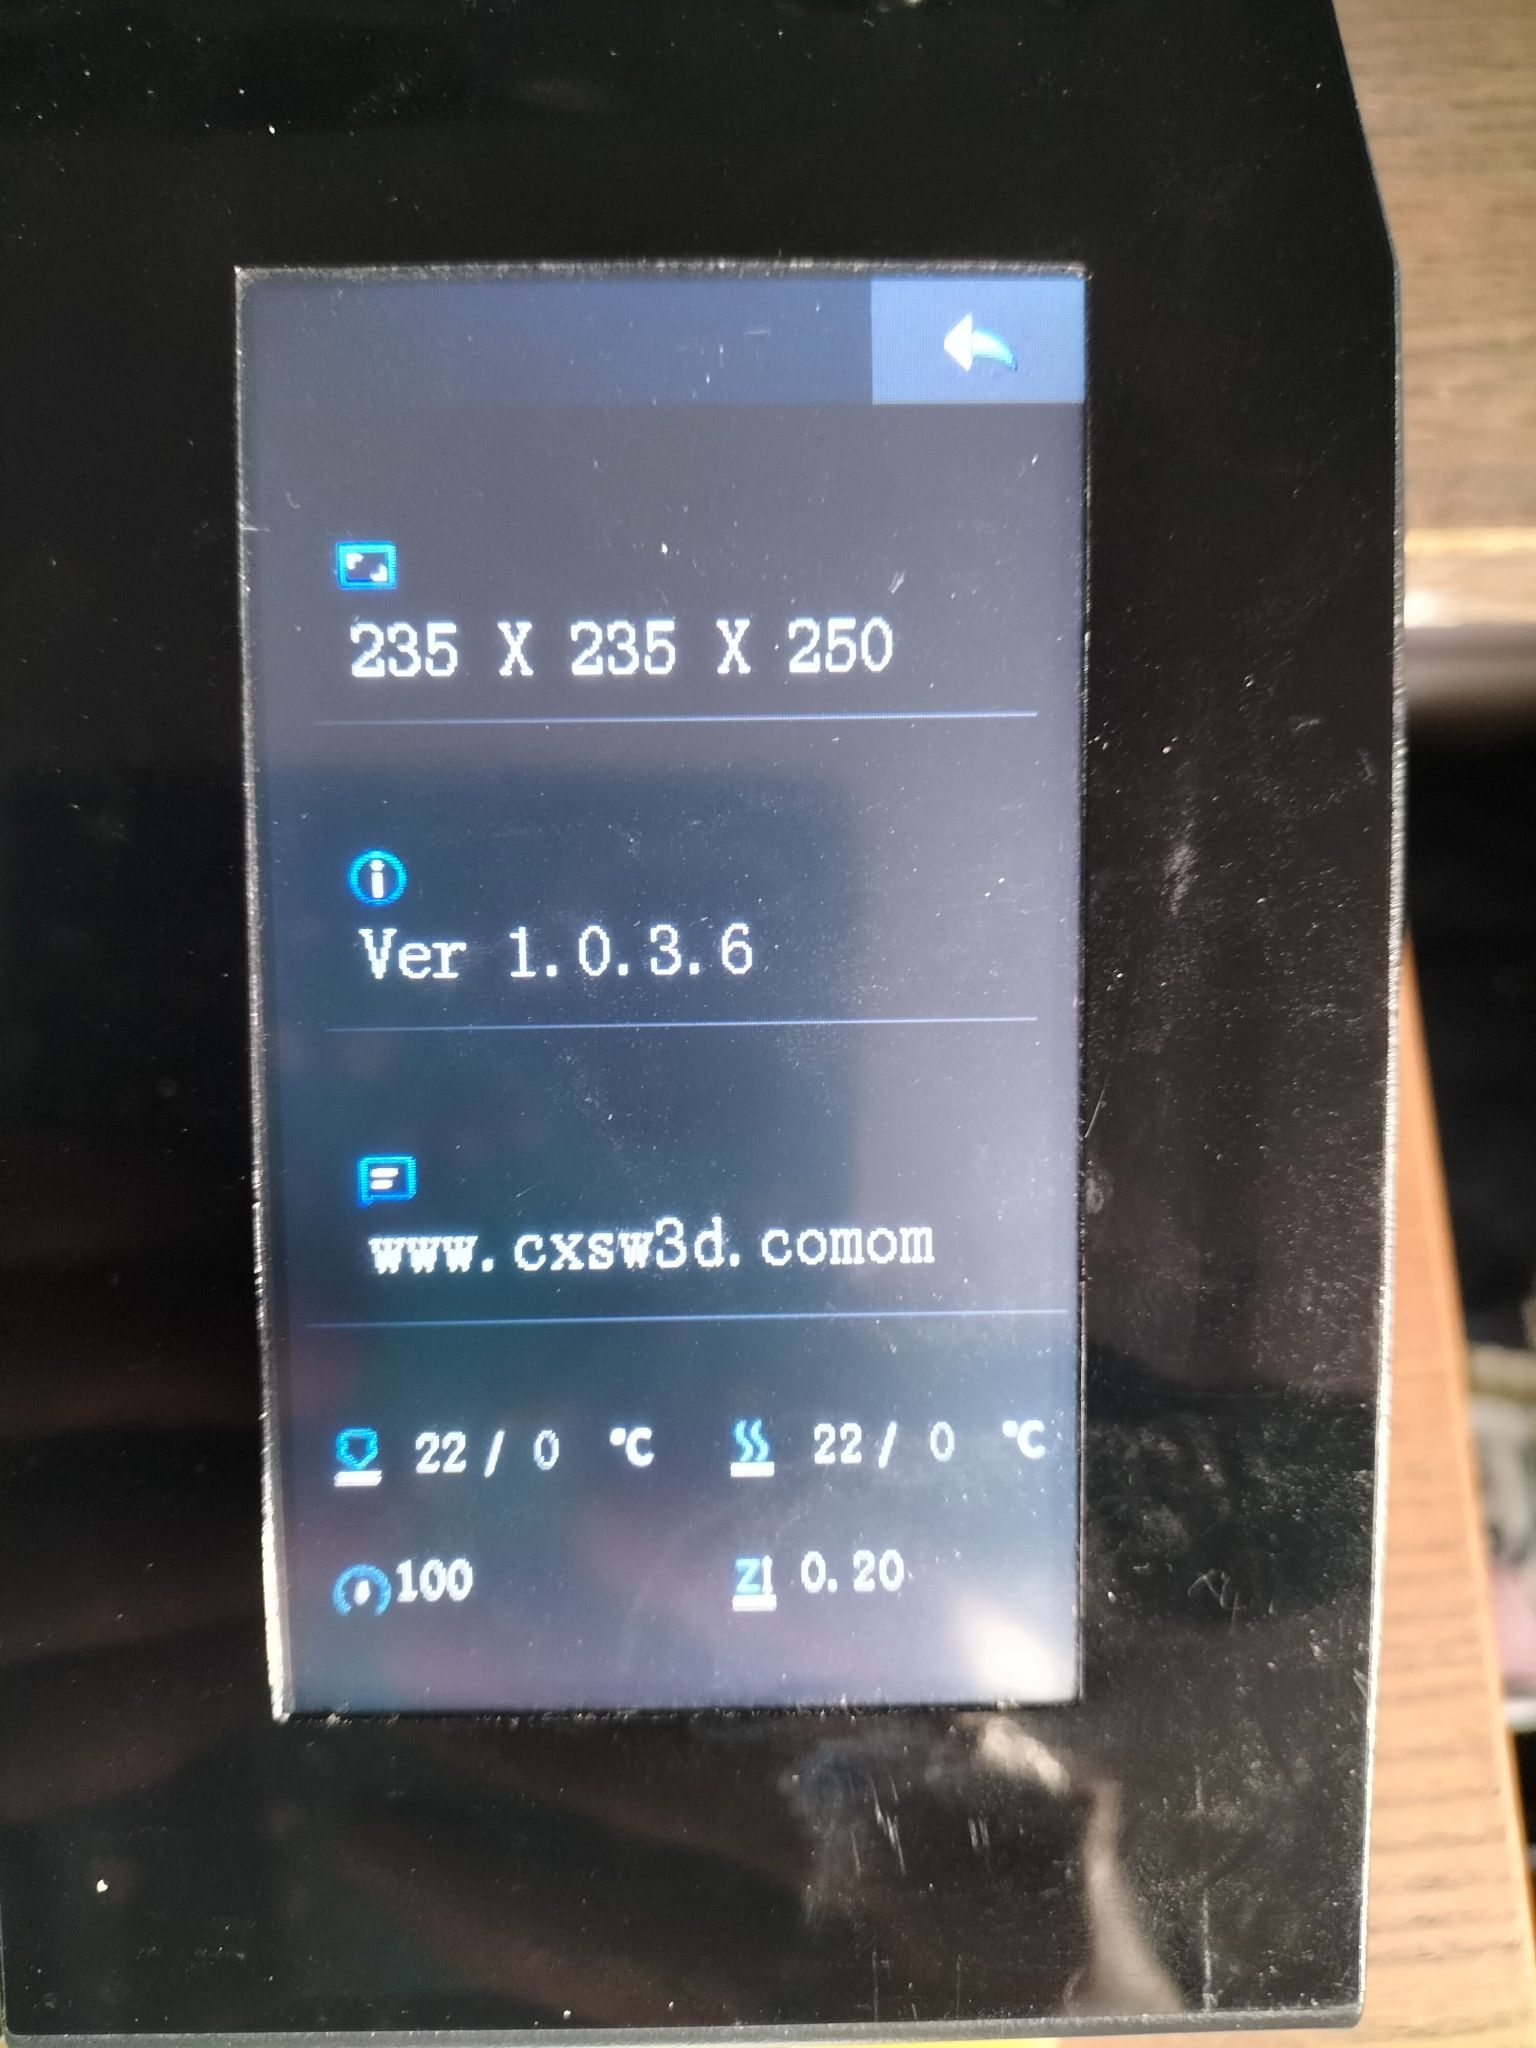 235 X 235 X 250
Ver 1.0.3.6
www.cxsw3d.comom
22 / 0 °C 22 / 0 °C
100 Z 0.20